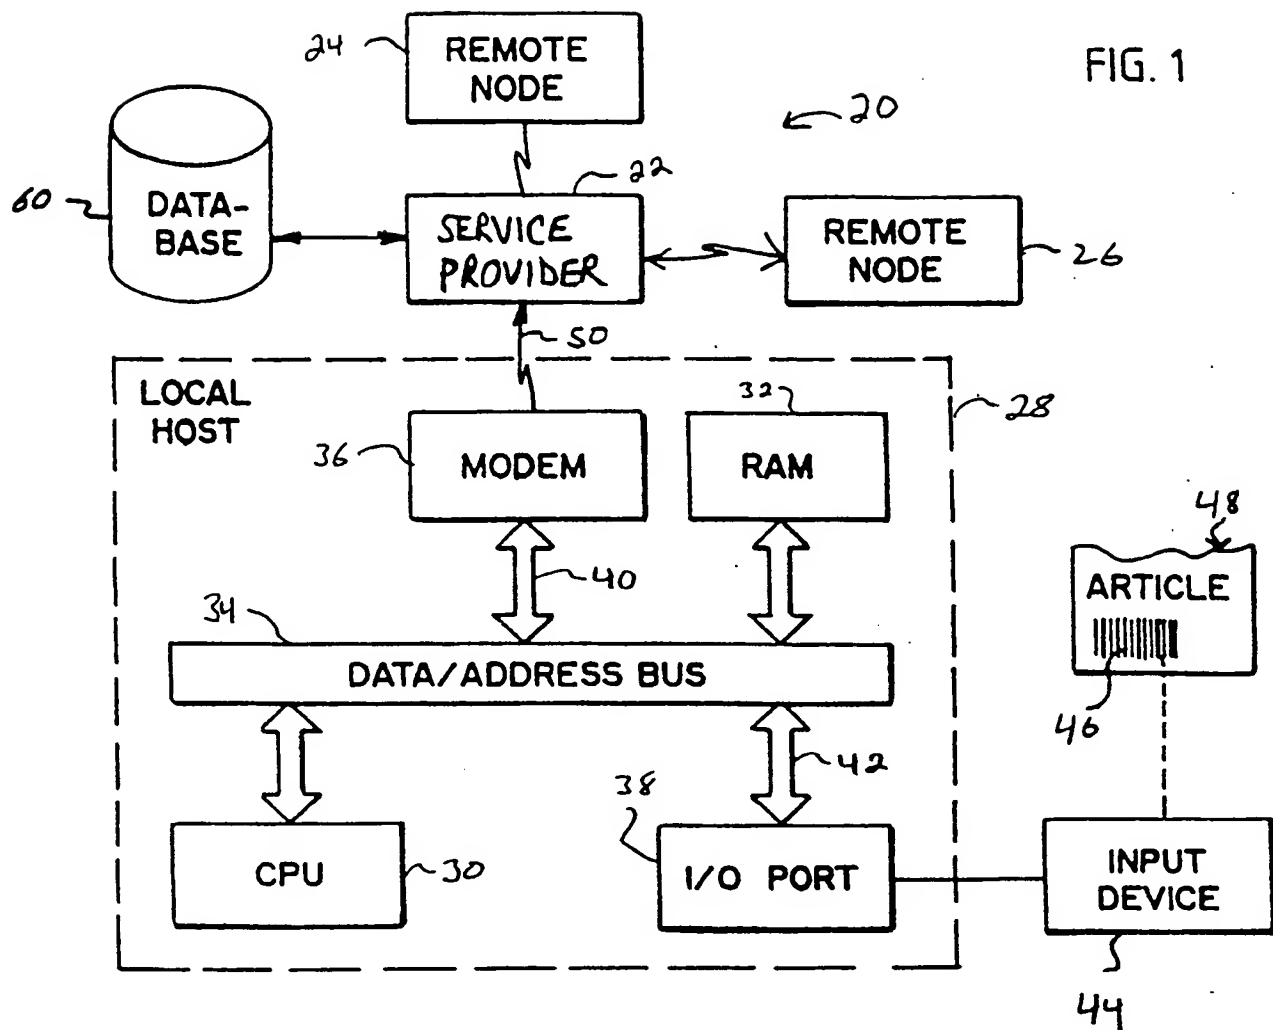 24
REMOTE
NODE
FIG. 1
20
60
DATA-
BASE
22
SERVICE
PROVIDER
REMOTE
NODE
26
50
LOCAL
HOST
28
36
MODEM
32
RAM
48
ARTICLE
46
40
34
DATA/ADDRESS BUS
42
CPU
30
38
I/O PORT
INPUT
DEVICE
44